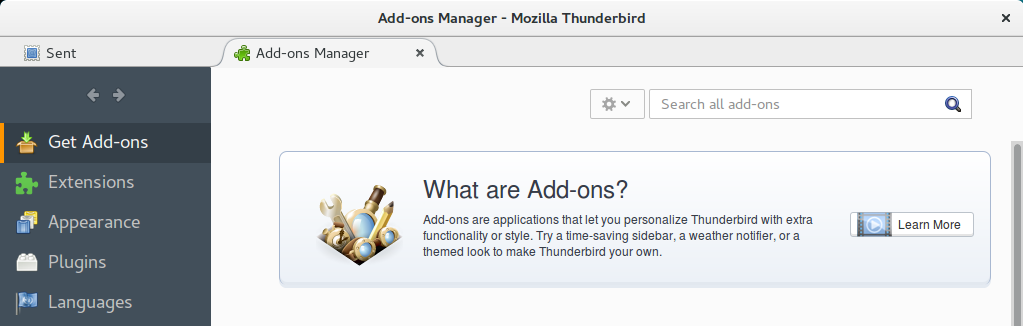 Add-ons Manager - Mozilla Thunderbird
Sent
Add-ons Manager
Search all add-ons
Get Add-ons
Extensions
Appearance
Plugins
Languages
What are Add-ons?
Add-ons are applications that let you personalize Thunderbird with extra
functionality or style. Try a time-saving sidebar, a weather notifier, or a
themed look to make Thunderbird your own.
Learn More